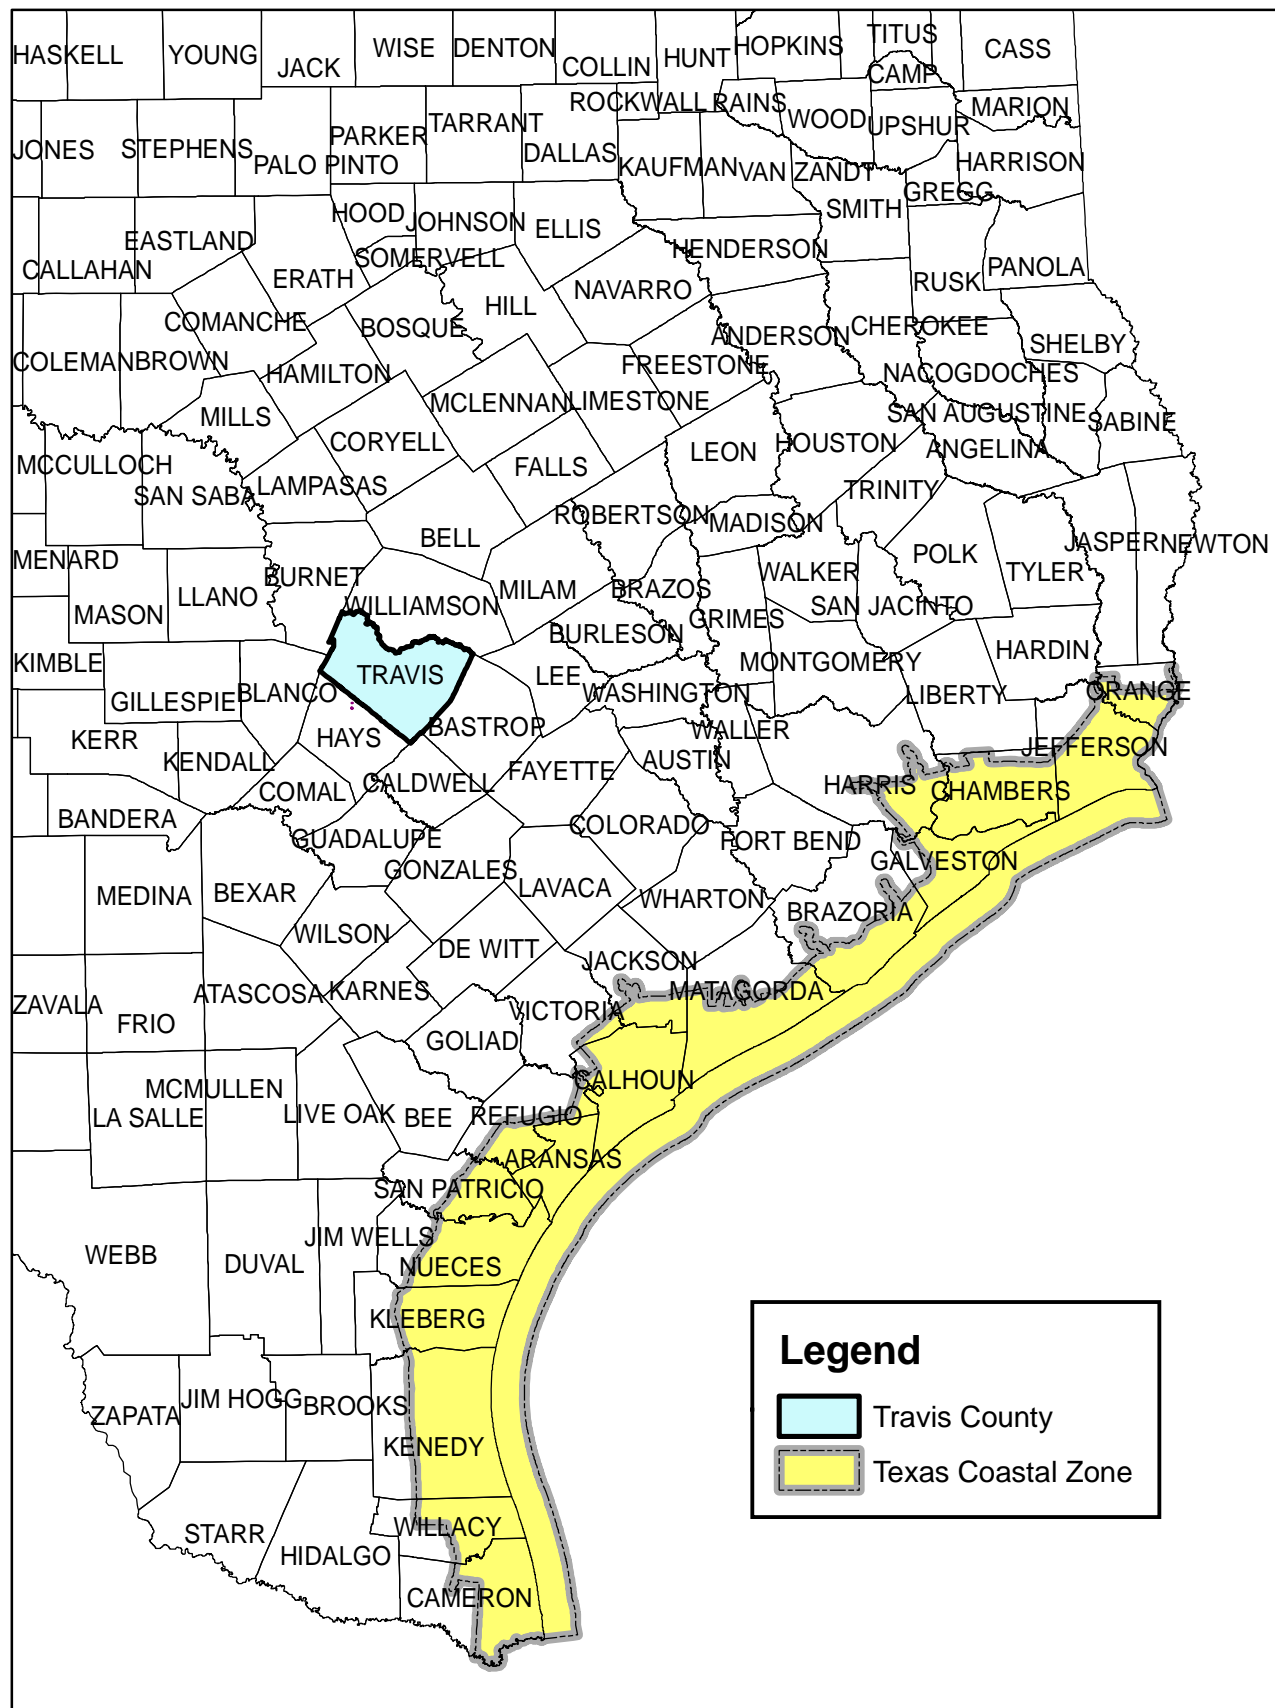 HASKELL
YOUNG
JACK
WISE
DENTON
COLLIN
HUNT
HOPKINS
TITUS
CAMP
CASS
JONES
STEPHENS
PALO PINTO
PARKER
TARRANT
DALLAS
ROCKWALL
RAINS
WOOD
UPSHUR
MARION
KAUFMAN
VAN ZANDT
SMITH
GREGG
HARRISON
CALLAHAN
EASTLAND
ERATH
HOOD
SOMERVELL
JOHNSON
ELLIS
HENDERSON
RUSK
PANOLA
COLEMAN
BROWN
COMANCHE
HAMILTON
BOSQUE
HILL
NAVARRO
ANDERSON
CHEROKEE
SHELBY
MILLS
MCLENNAN
LIMESTONE
FREESTONE
NACOGDOCHES
MCCULLOCH
SAN SABA
LAMPASAS
CORYELL
FALLS
LEON
HOUSTON
SAN AUGUSTINE
SABINE
ANGELINA
TRINITY
MENARD
MASON
LLANO
BURNET
BELL
WILLIAMSON
MILAM
ROBERTSON
MADISON
BRAZOS
GRIMES
WALKER
SAN JACINTO
POLK
TYLER
JASPER
NEWTON
KIMBLE
GILLESPIE
BLANCO
TRAVIS
LEE
BURLESON
WASHINGTON
MONTGOMERY
LIBERTY
HARDIN
ORANGE
KERR
KENDALL
HAYS
BASTROP
FAYETTE
AUSTIN
WALLER
HARRIS
JEFFERSON
CHAMBERS
BANDERA
COMAL
CALDWELL
GUADALUPE
GONZALES
COLORADO
FORT BEND
GALVESTON
MEDINA
BEXAR
WILSON
LAVACA
WHARTON
BRAZORIA
ZAVALA
FRIO
ATASCOSA
KARNES
DE WITT
JACKSON
MATAGORDA
VICTORIA
GOLIAD
CALHOUN
LA SALLE
MCMULLEN
LIVE OAK
BEE
REFUGIO
ARANSAS
SAN PATRICIO
WEBB
DUVAL
JIM WELLS
NUECES
KLEBERG
ZAPATA
JIM HOGG
BROOKS
KENEDY
STARR
HIDALGO
WILLACY
CAMERON
Legend
Travis County
Texas Coastal Zone